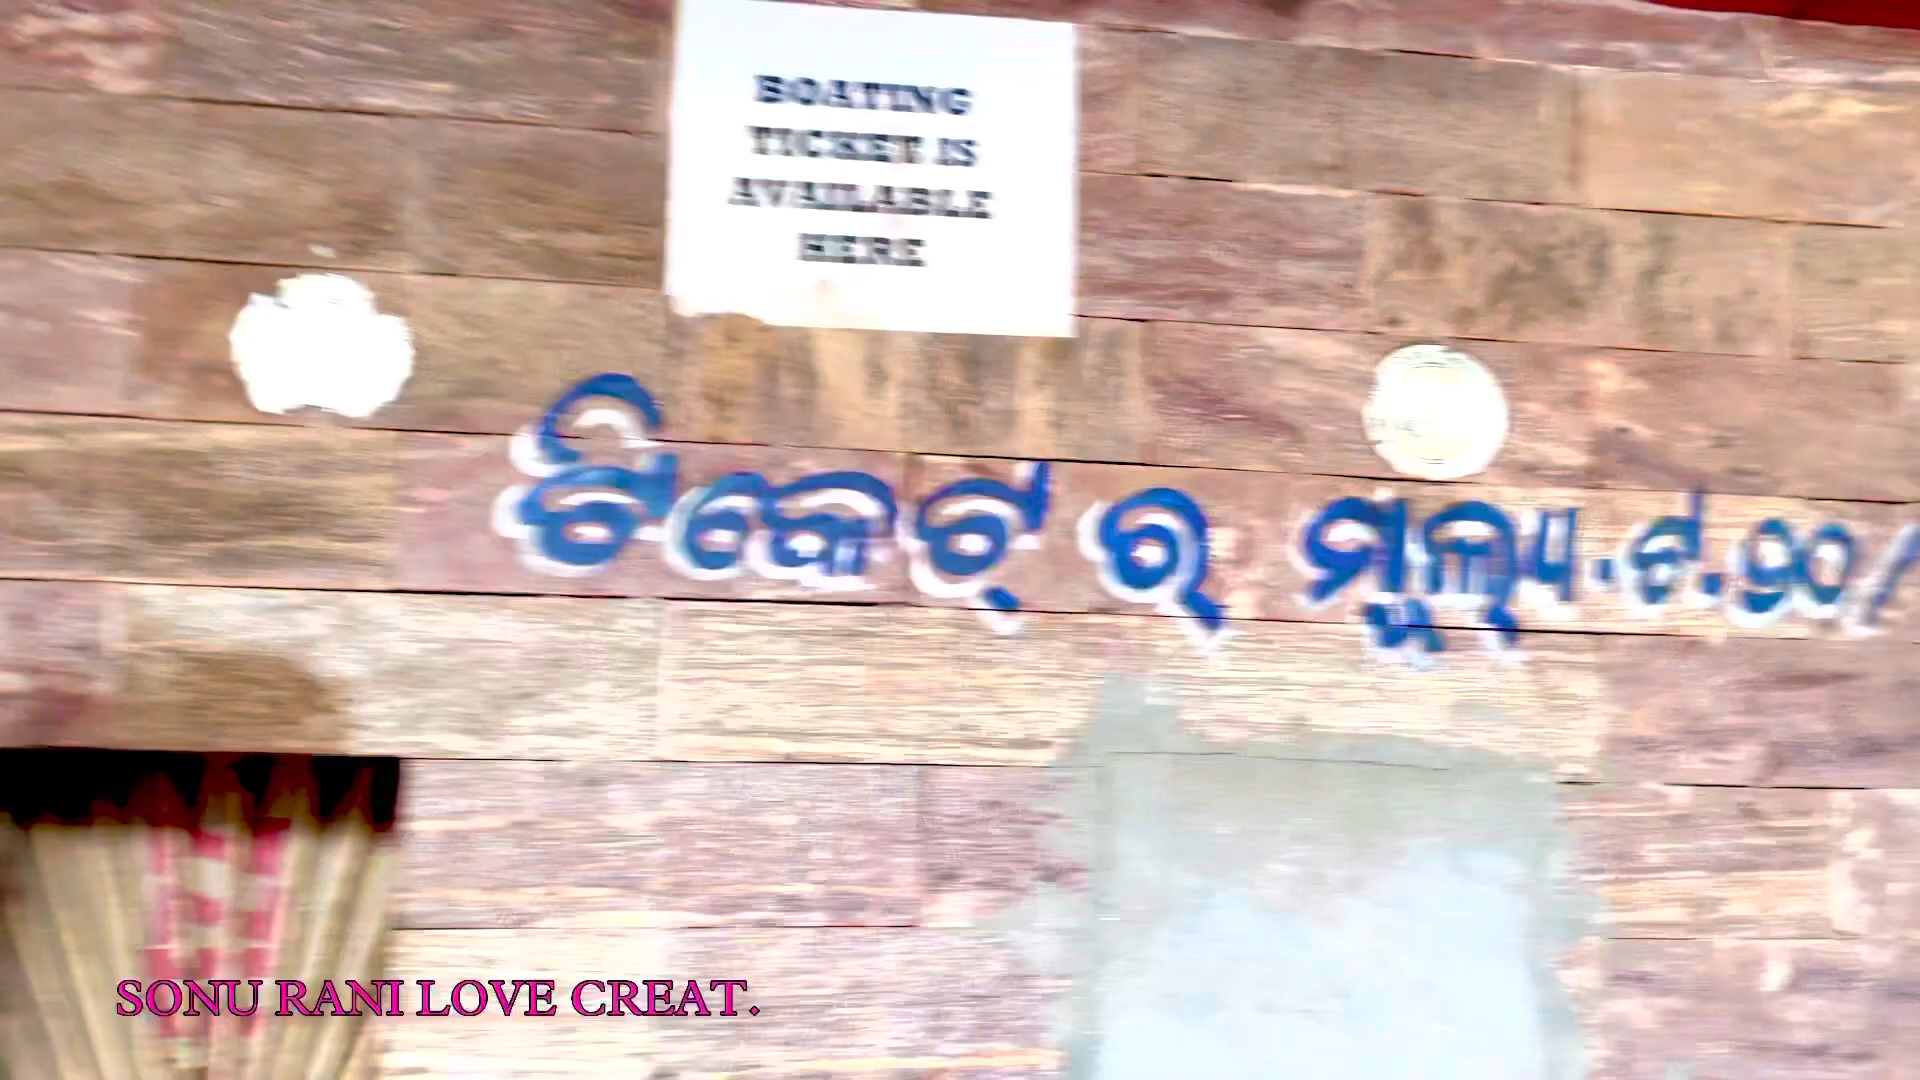 BOATING
TICKET IS
AVAILABLE
HERE
ଟିକେଟ୍ ର ମୂଲ୍ୟ.ଟ.୨୦/
SONU RANI LOVE CREAT.